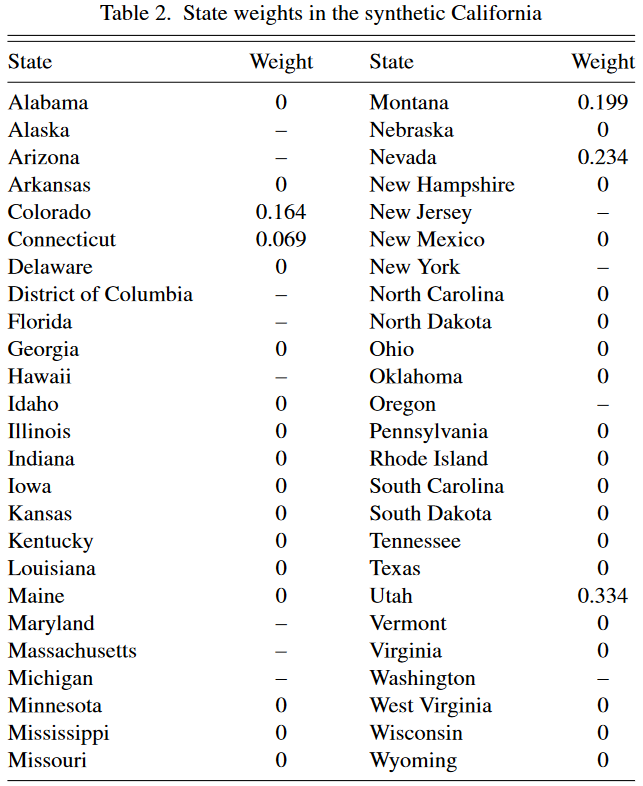 Table 2. State weights in the synthetic California
State Weight State Weight
Alabama 0 Montana 0.199
Alaska – Nebraska 0
Arizona – Nevada 0.234
Arkansas 0 New Hampshire 0
Colorado 0.164 New Jersey –
Connecticut 0.069 New Mexico 0
Delaware 0 New York –
District of Columbia – North Carolina 0
Florida – North Dakota 0
Georgia 0 Ohio 0
Hawaii – Oklahoma 0
Idaho 0 Oregon –
Illinois 0 Pennsylvania 0
Indiana 0 Rhode Island 0
Iowa 0 South Carolina 0
Kansas 0 South Dakota 0
Kentucky 0 Tennessee 0
Louisiana 0 Texas 0
Maine 0 Utah 0.334
Maryland – Vermont 0
Massachusetts – Virginia 0
Michigan – Washington –
Minnesota 0 West Virginia 0
Mississippi 0 Wisconsin 0
Missouri 0 Wyoming 0